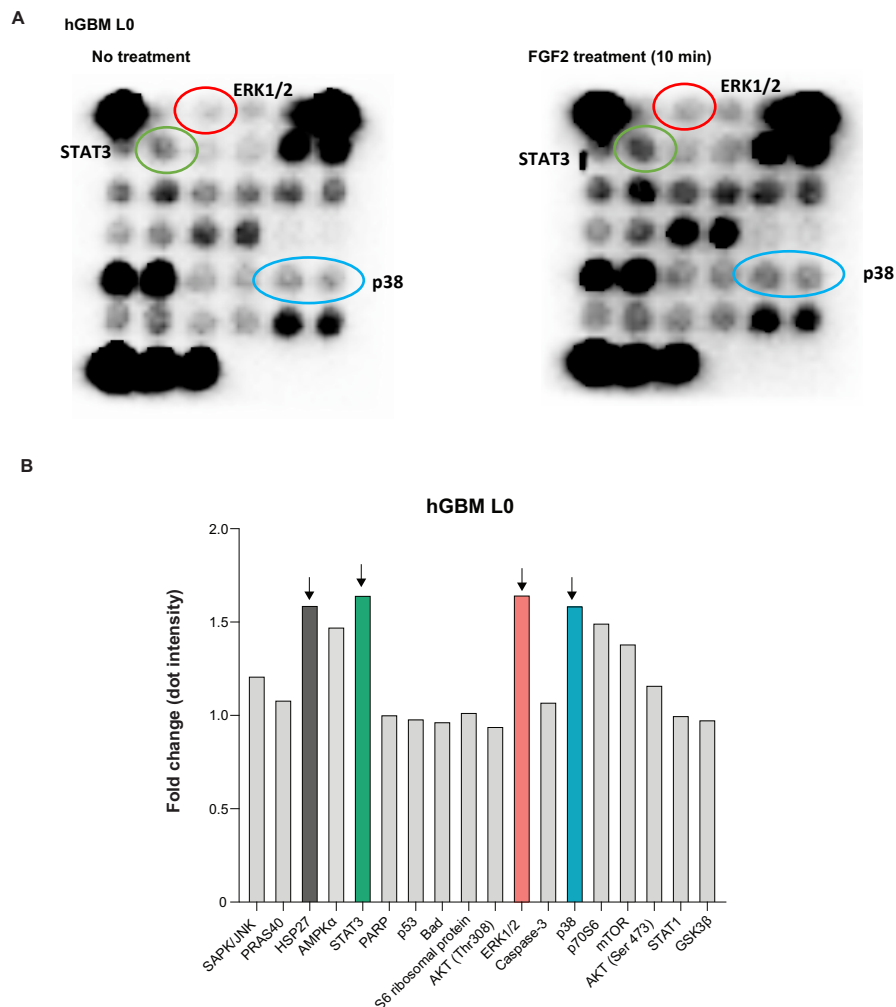 A
hGBM L0
No treatment
FGF2 treatment (10 min)
ERK1/2
STAT3
p38
ERK1/2
STAT3
p38
B
hGBM L0
Fold change (dot intensity)
2.0
1.5
1.0
0.5
0
SAPK/JNK
PRAS40
HSP27
AMPKα
STAT3
PARP
p53
Bad
S6 ribosomal protein
AKT (Thr308)
ERK1/2
Caspase-3
p38
p70S6
mTOR
AKT (Ser 473)
STAT1
GSK3β